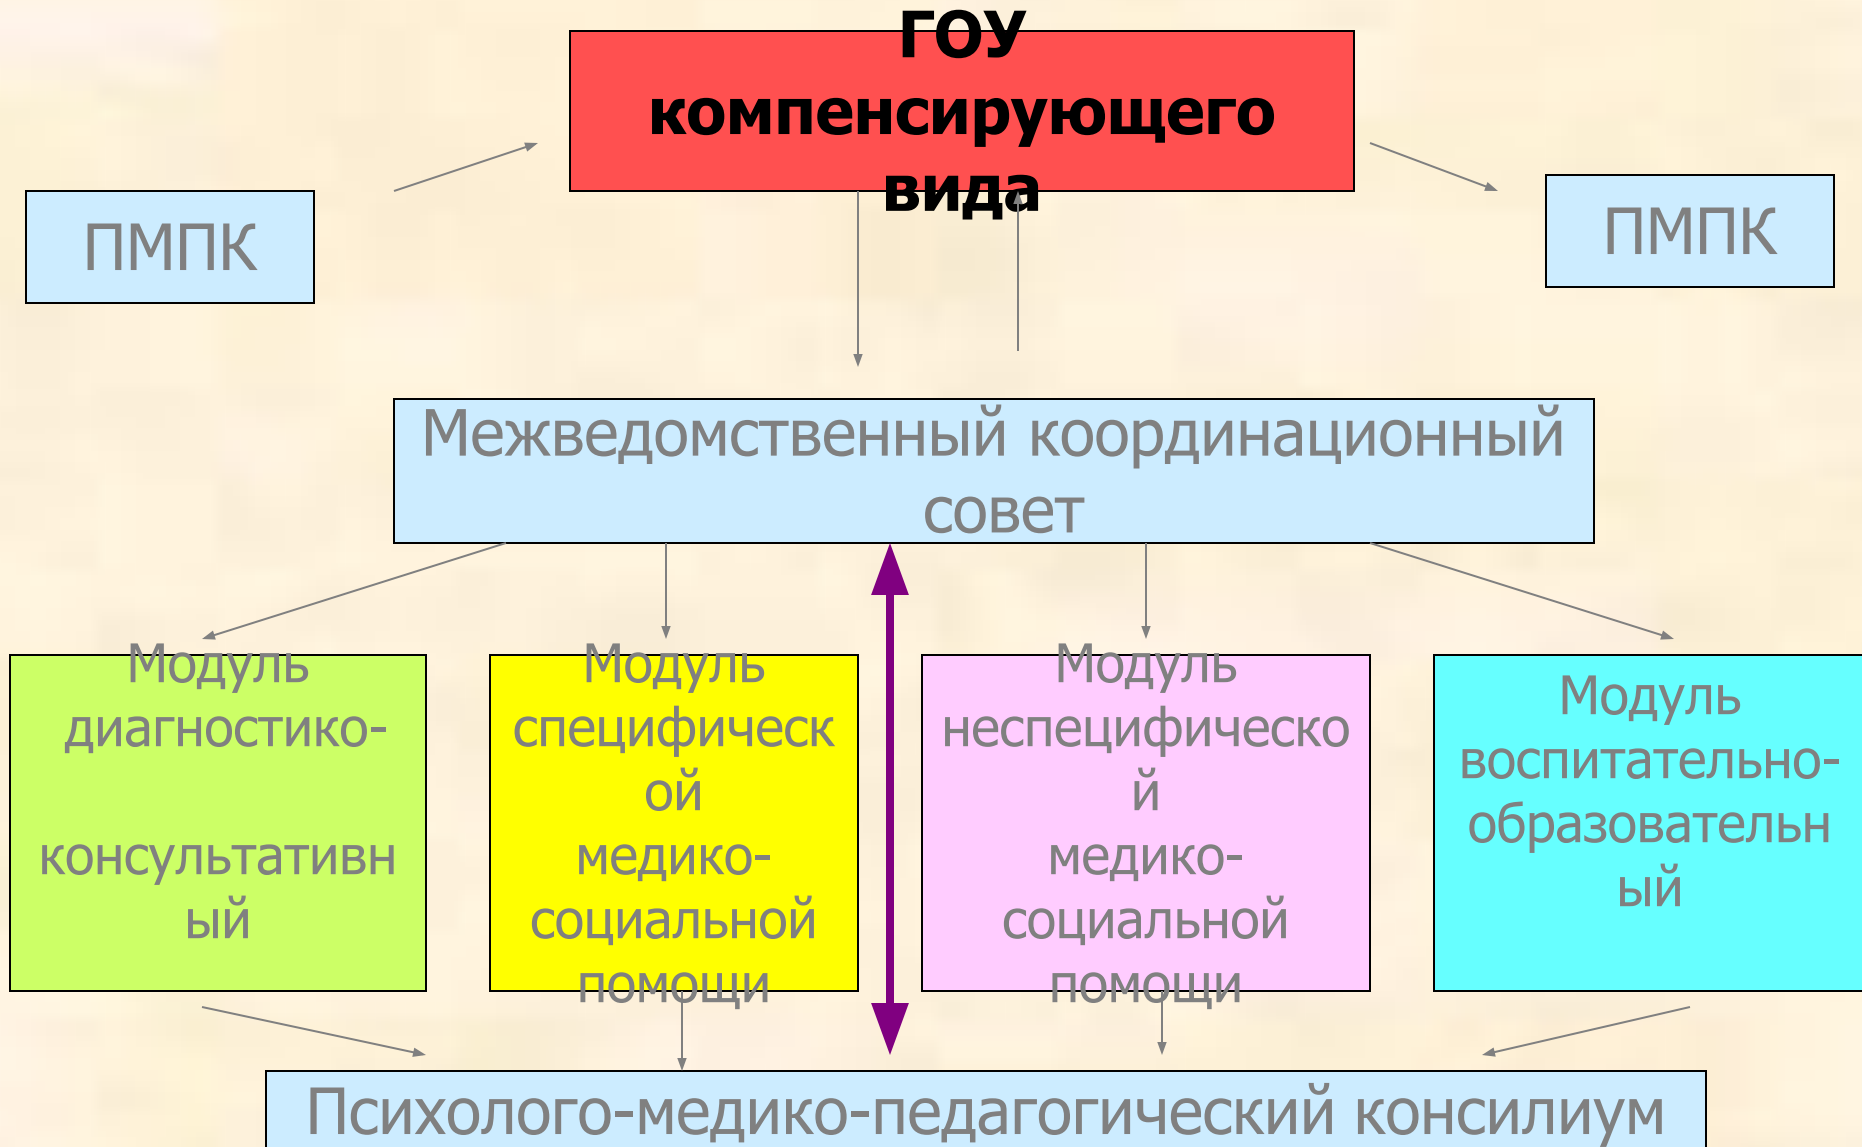 ГОУ
компенсирующего
вида
ПМПК
ПМПК
Межведомственный координационный
совет
Модуль
диагностико-
консультативн
ый
Модуль
специфическ
ой
медико-
социальной
помощи
Модуль
неспецифическо
й
медико-
социальной
помощи
Модуль
воспитательно-
образовательн
ый
Психолого-медико-педагогический консилиум